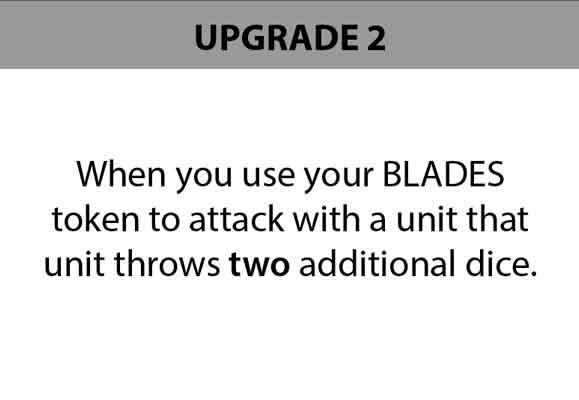 UPGRADE 2
When you use your BLADES
token to attack with a unit that
unit throws two additional dice.